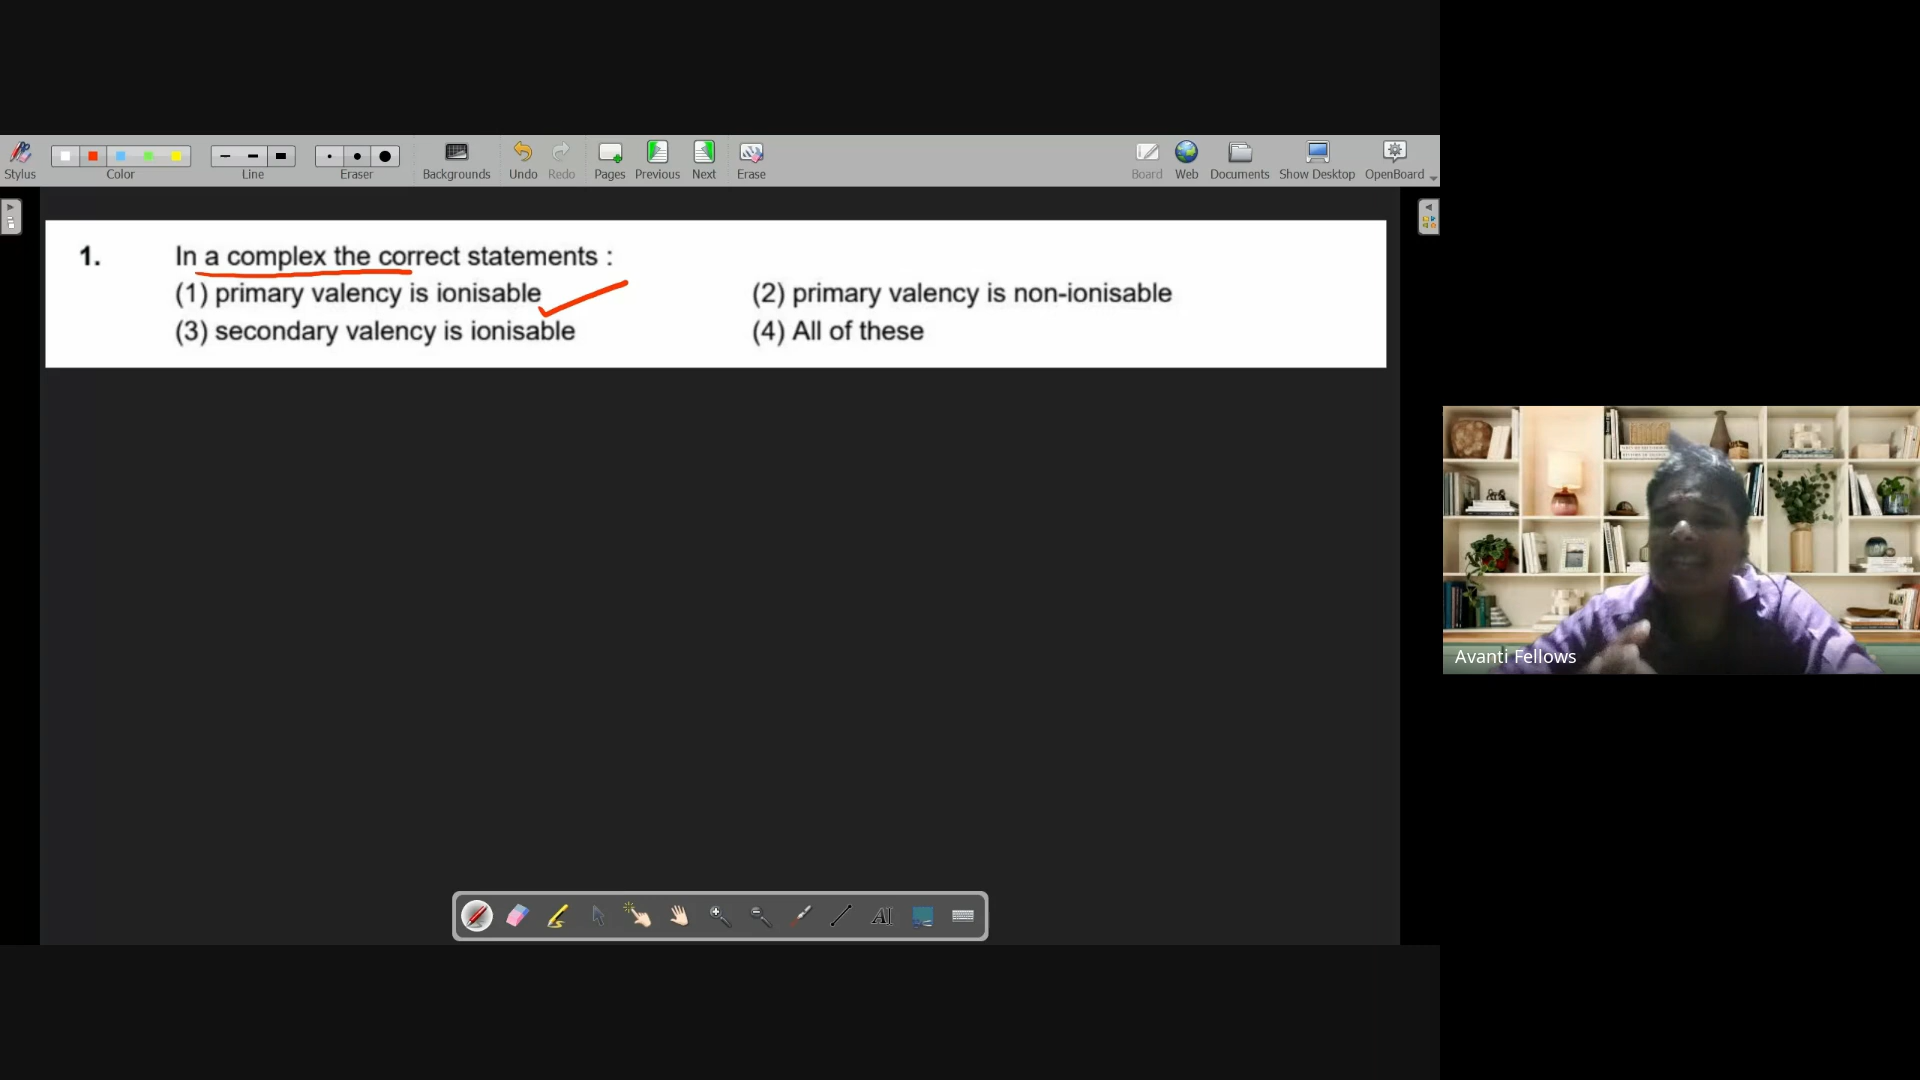 Stylus
Color
Line
Eraser
Backgrounds
Undo
Redo
Pages
Previous
Next
Erase
Board
Web
Documents
Show Desktop
OpenBoard
1. In a complex the correct statements :
(1) primary valency is ionisable (2) primary valency is non-ionisable
(3) secondary valency is ionisable (4) All of these
Avanti Fellows